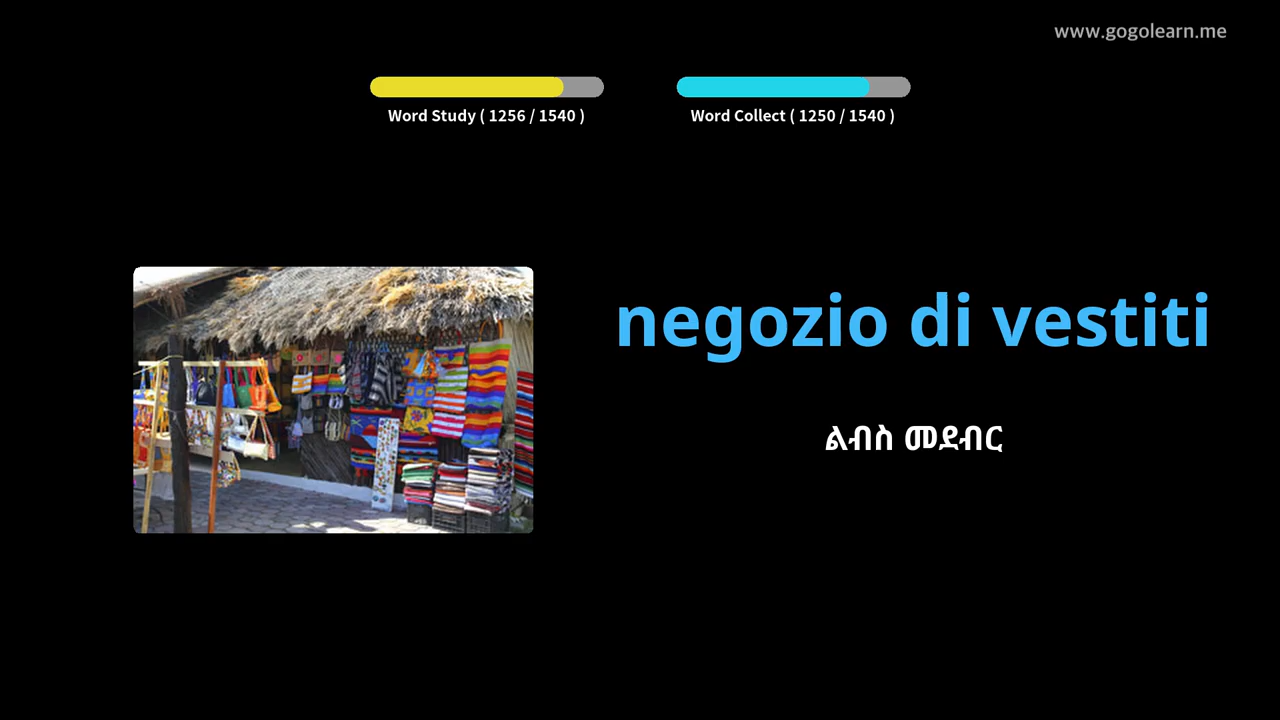 www.gogolearn.me
Word Study ( 1256 / 1540 )
Word Collect ( 1250 / 1540 )
negozio di vestiti
ልብስ መደብር